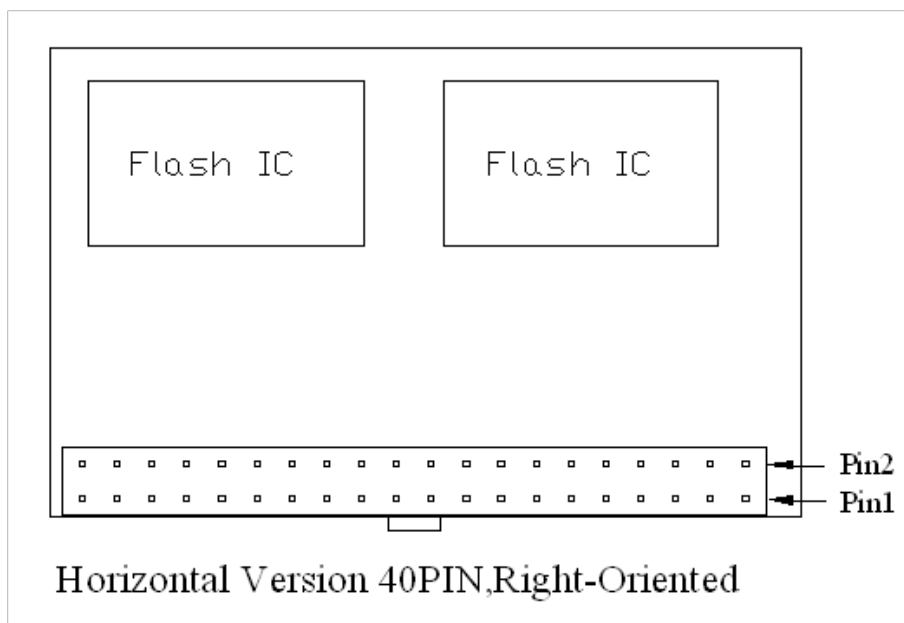 Flash IC
Flash IC
Pin2
Pin1
Horizontal Version 40PIN,Right-Oriented